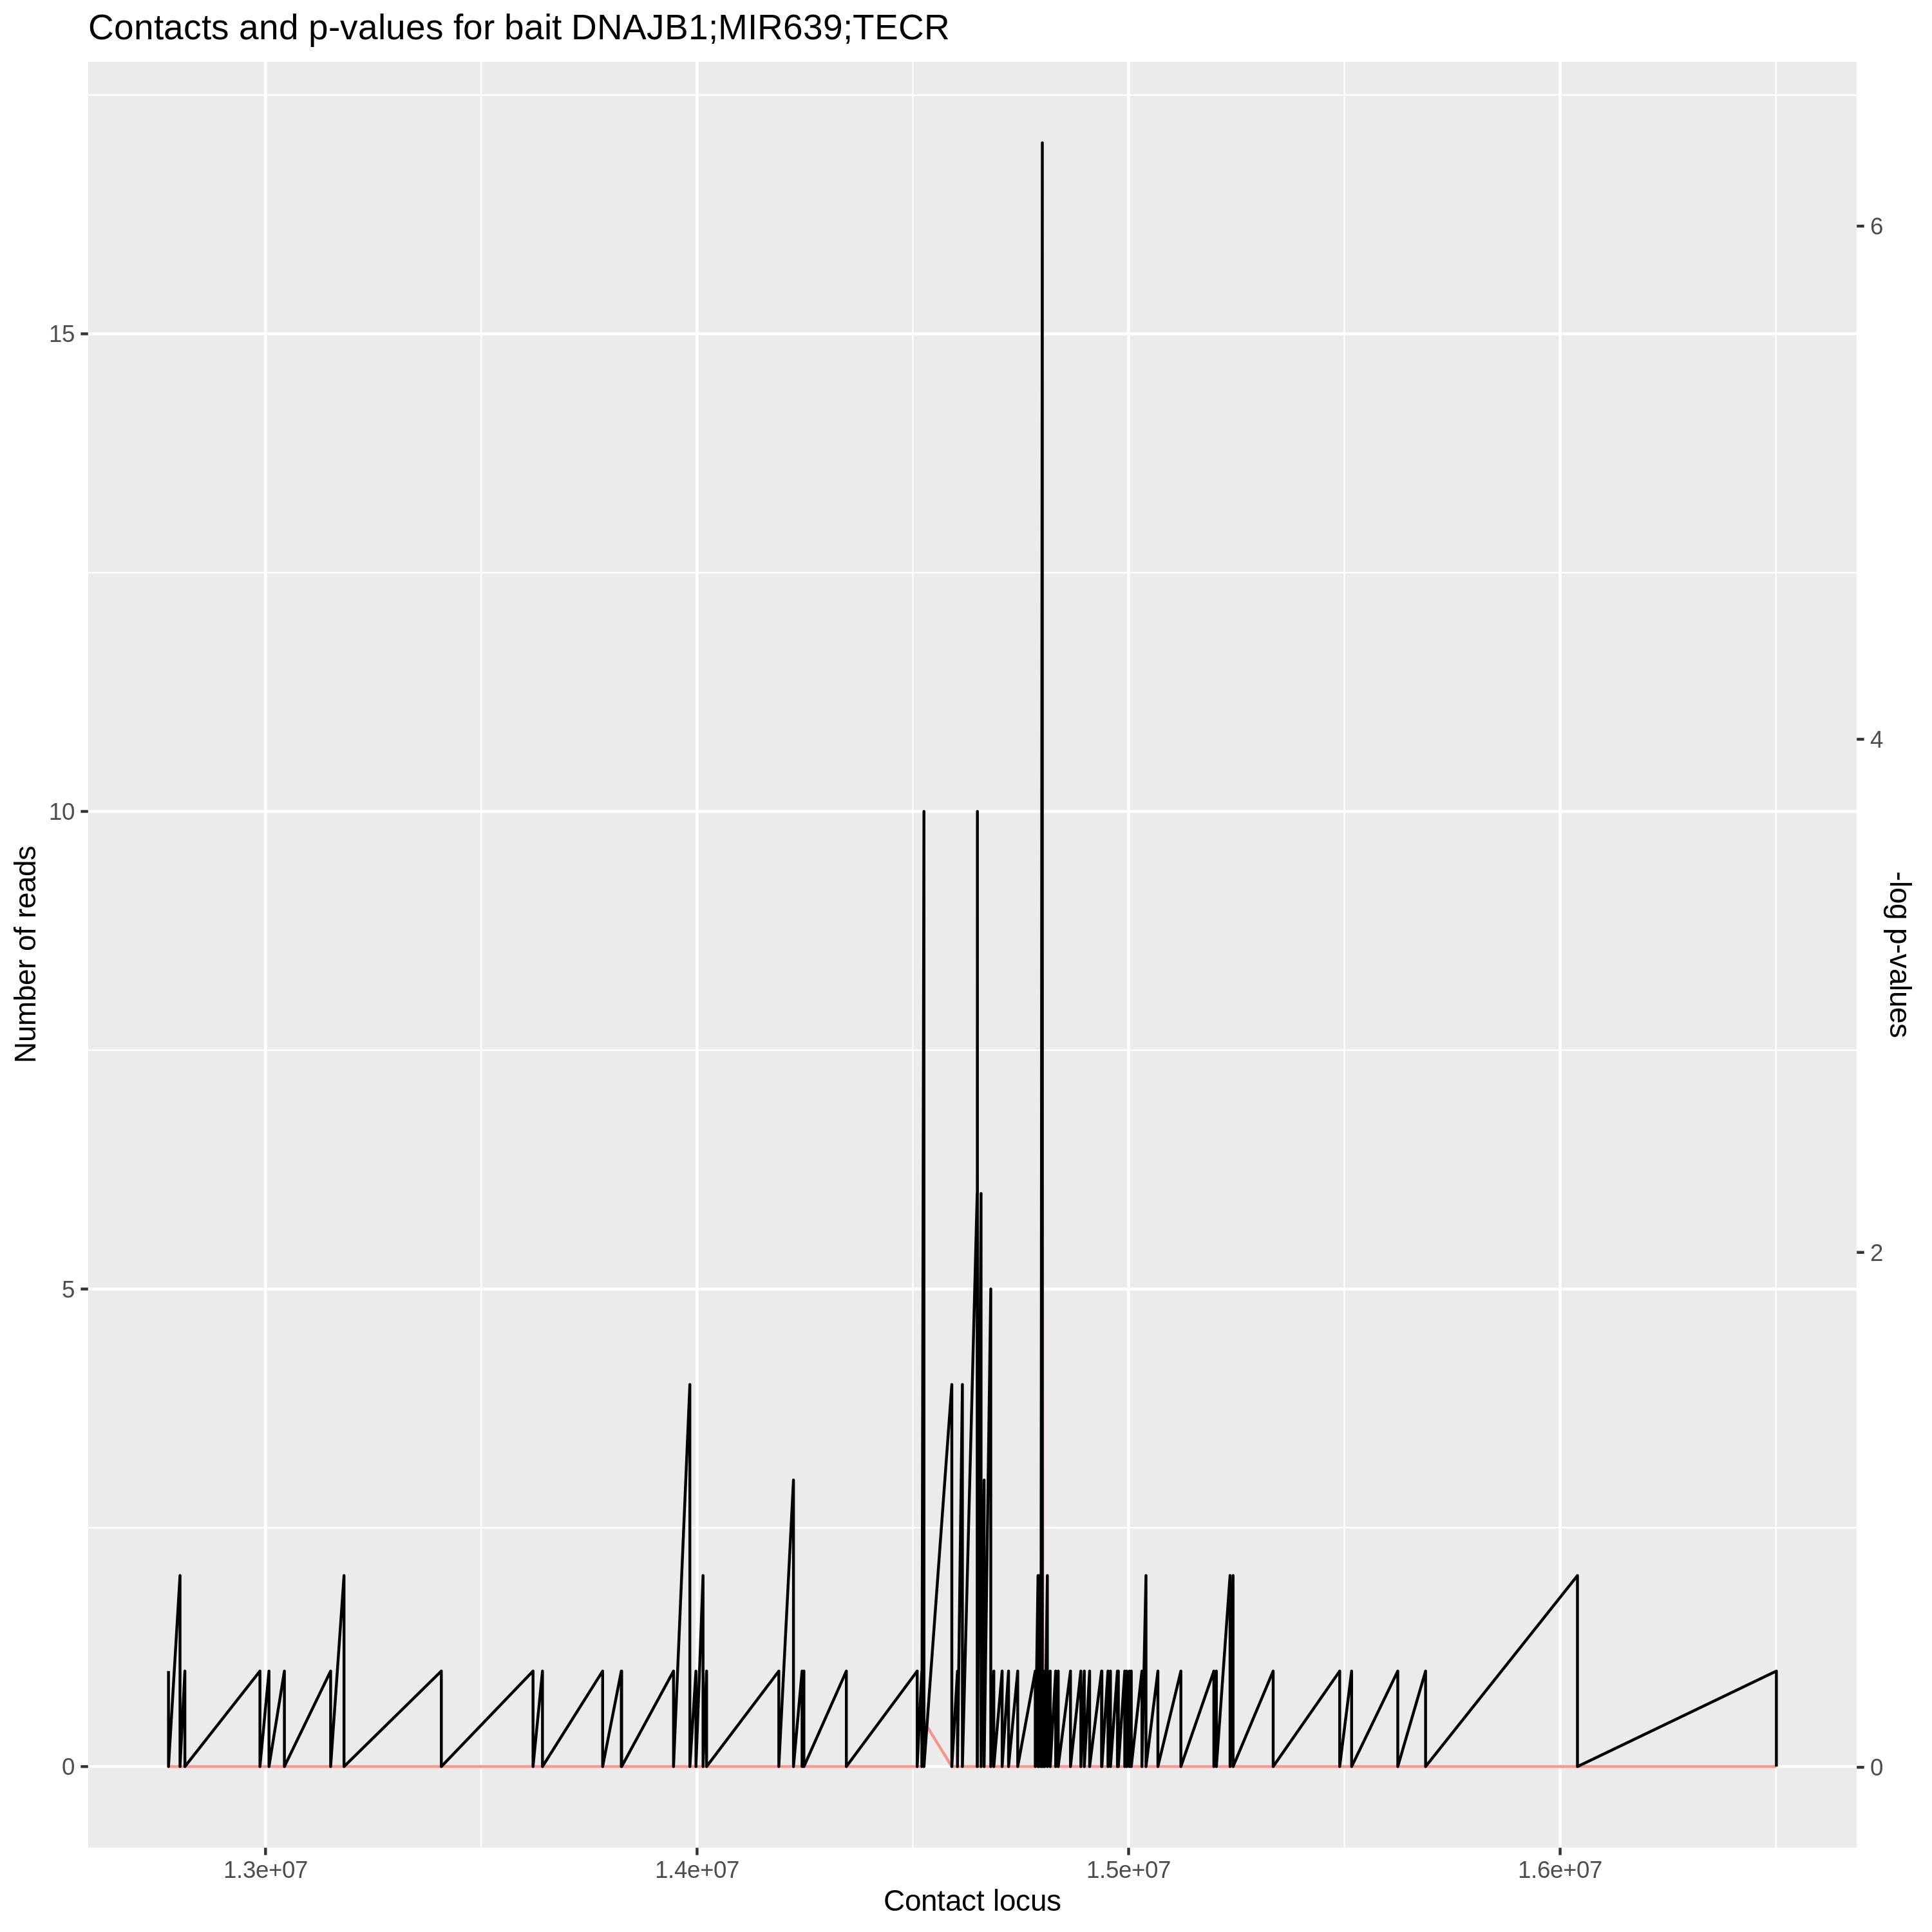 Contacts and p-values for bait DNAJB1;MIR639;TECR
15
10
5
0
Number of reads
6
4
2
0
-log p-values
1.3e+07 1.4e+07 1.5e+07 1.6e+07
Contact locus